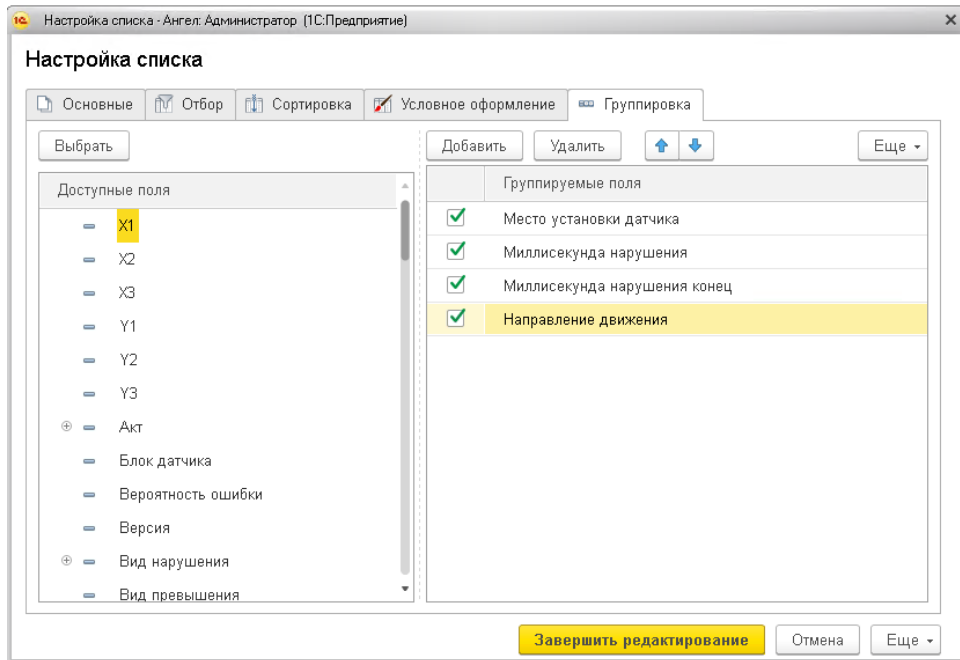 1С Настройка списка - Ангел: Администратор (1С:Предприятие)
Настройка списка
Основные Отбор Сортировка Условное оформление Группировка
Выбрать Добавить Удалить Еще
Доступные поля Группируемые поля
X1 Место установки датчика
X2 Миллисекунда нарушения
X3 Миллисекунда нарушения конец
Y1 Направление движения
Y2
Y3
Акт
Блок датчика
Вероятность ошибки
Версия
Вид нарушения
Вид превышения
Завершить редактирование Отмена Еще